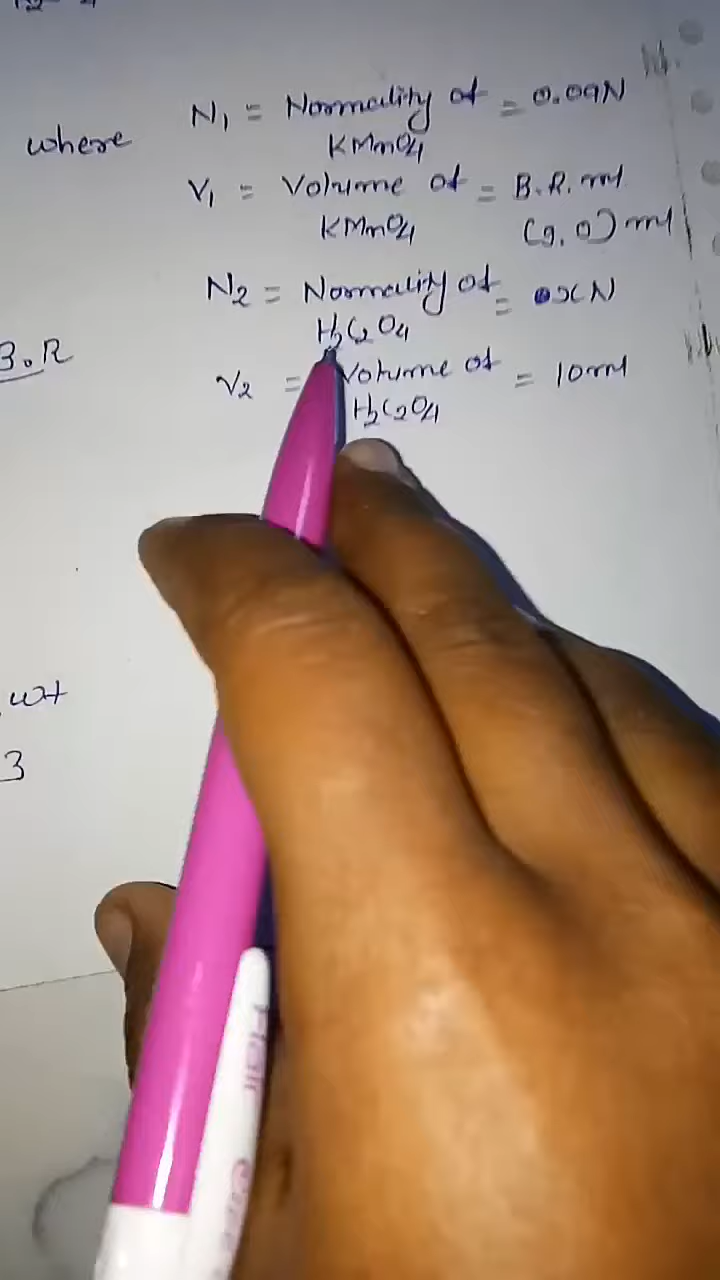 where N1 = Normality of = 0.09N
KMnO4
V1 = Volume of = B.R. ml
KMnO4 (9.0) ml
N2 = Normality of = xN
H2C2O4
B.R
V2 = Volume of = 10ml
H2C2O4
wt
3
Hair